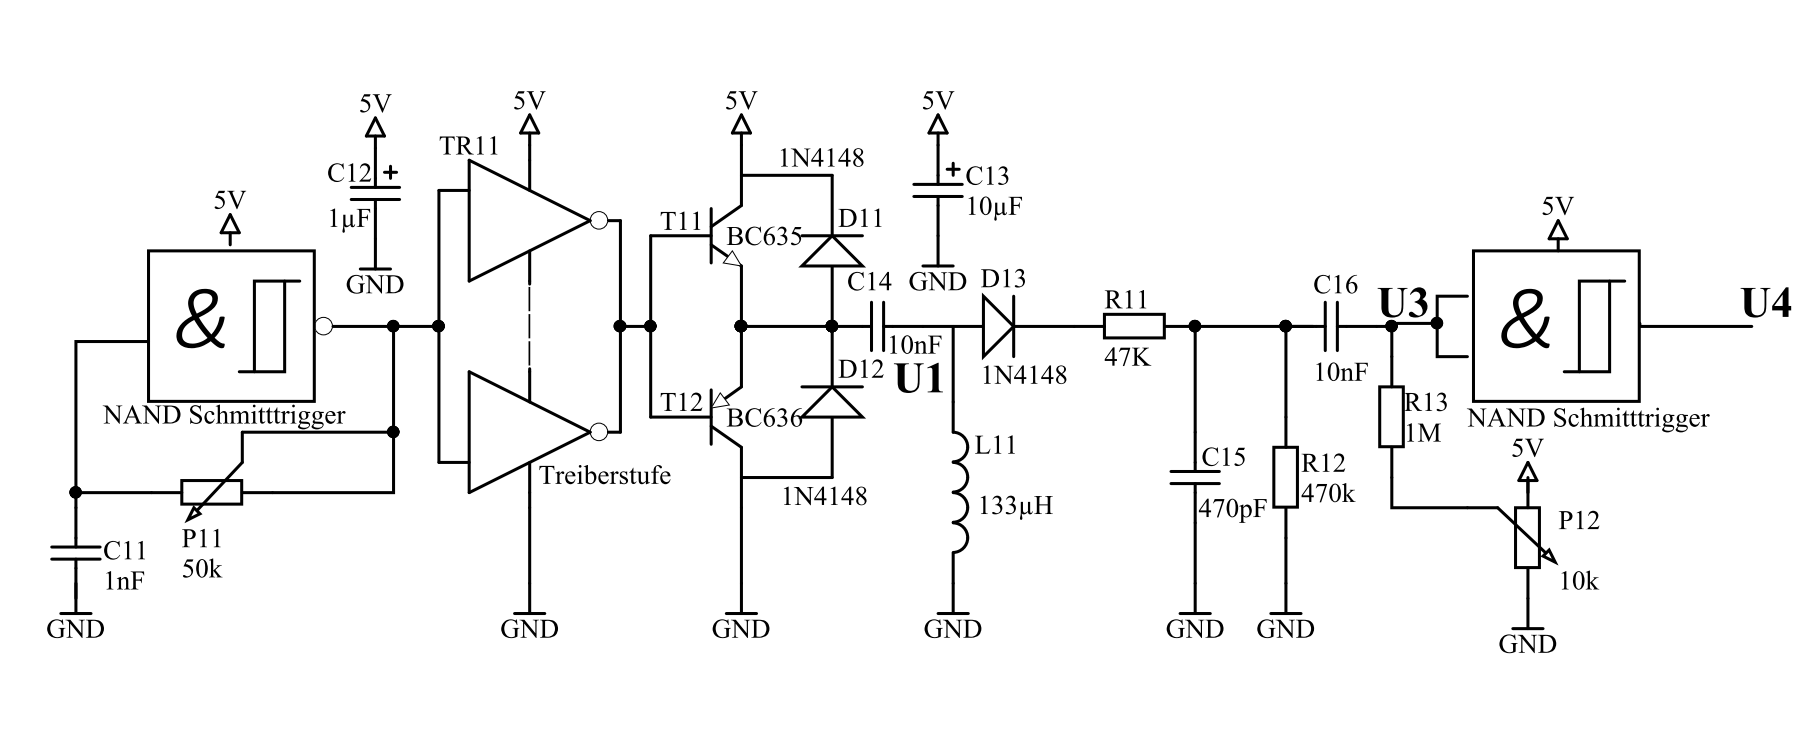 5V
&
NAND Schmitttrigger
P11
50k
C11
1nF
GND
5V
C12
+
1µF
GND
5V
TR11
Treiberstufe
GND
5V
1N4148
T11
BC635
D11
T12
BC636
D12
1N4148
GND
C14
10nF
U1
5V
+
C13
10µF
GND
D13
1N4148
L11
133µH
GND
R11
47K
C15
470pF
GND
R12
470k
GND
C16
10nF
U3
R13
1M
5V
&
NAND Schmitttrigger
U4
5V
P12
10k
GND